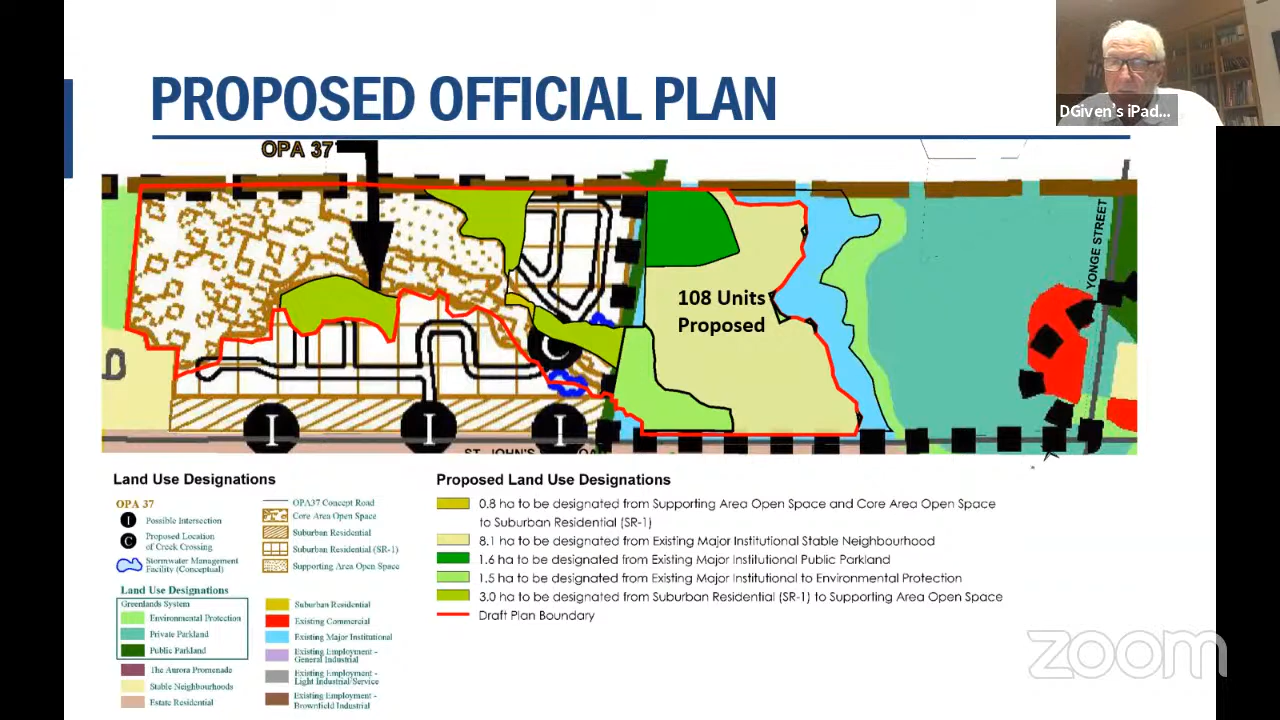 PROPOSED OFFICIAL PLAN
DGiven's iPad...
OPA 37
YONGE STREET
108 Units
Proposed
C
I
I
I
Land Use Designations
OPA 37
I Possible Intersection
C Proposed Location
of Creek Crossing
Stormwater Management
Facility (Conceptual)
OPA37 Concept Road
Core Area Open Space
Suburban Residential
Suburban Residential (SR-1)
Supporting Area Open Space
Land Use Designations
Greenlands System
Environmental Protection
Private Parkland
Public Parkland
The Aurora Promenade
Stable Neighbourhoods
Estate Residential
Suburban Residential
Existing Commercial
Existing Major Institutional
Existing Employment -
General Industrial
Existing Employment -
Light Industrial/Service
Existing Employment -
Brownfield Industrial
Proposed Land Use Designations
0.8 ha to be designated from Supporting Area Open Space and Core Area Open Space
to Suburban Residential (SR-1)
8.1 ha to be designated from Existing Major Institutional Stable Neighbourhood
1.6 ha to be designated from Existing Major Institutional Public Parkland
1.5 ha to be designated from Existing Major Institutional to Environmental Protection
3.0 ha to be designated from Suburban Residential (SR-1) to Supporting Area Open Space
Draft Plan Boundary
zoom